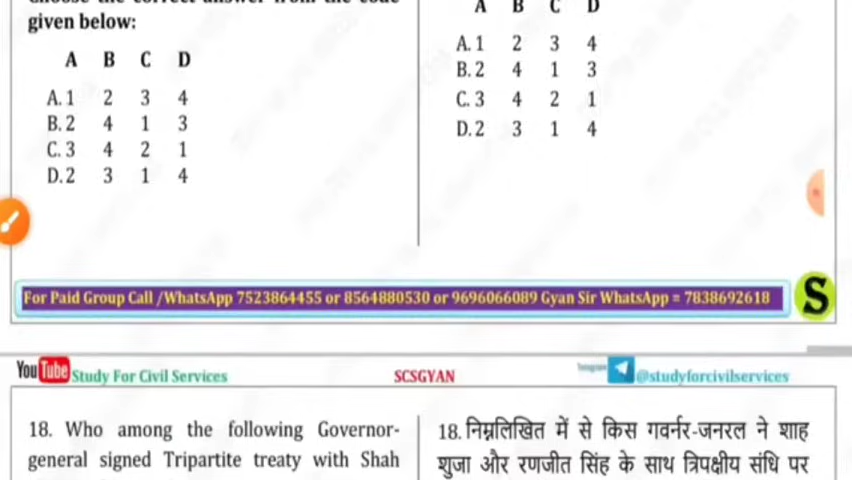 given below:
A B C D
A. 1 2 3 4
B. 2 4 1 3
C. 3 4 2 1
D. 2 3 1 4
A B C D
A. 1 2 3 4
B. 2 4 1 3
C. 3 4 2 1
D. 2 3 1 4
For Paid Group Call /WhatsApp 7523864455 or 8564880530 or 9696066089 Gyan Sir WhatsApp = 7838692618
S
YouTube Study For Civil Services
SCSGYAN
Telegram @studyforcivilservices
18. Who among the following Governor-
general signed Tripartite treaty with Shah
18. निम्नलिखित में से किस गवर्नर-जनरल ने शाह
शुजा और रणजीत सिंह के साथ त्रिपक्षीय संधि पर